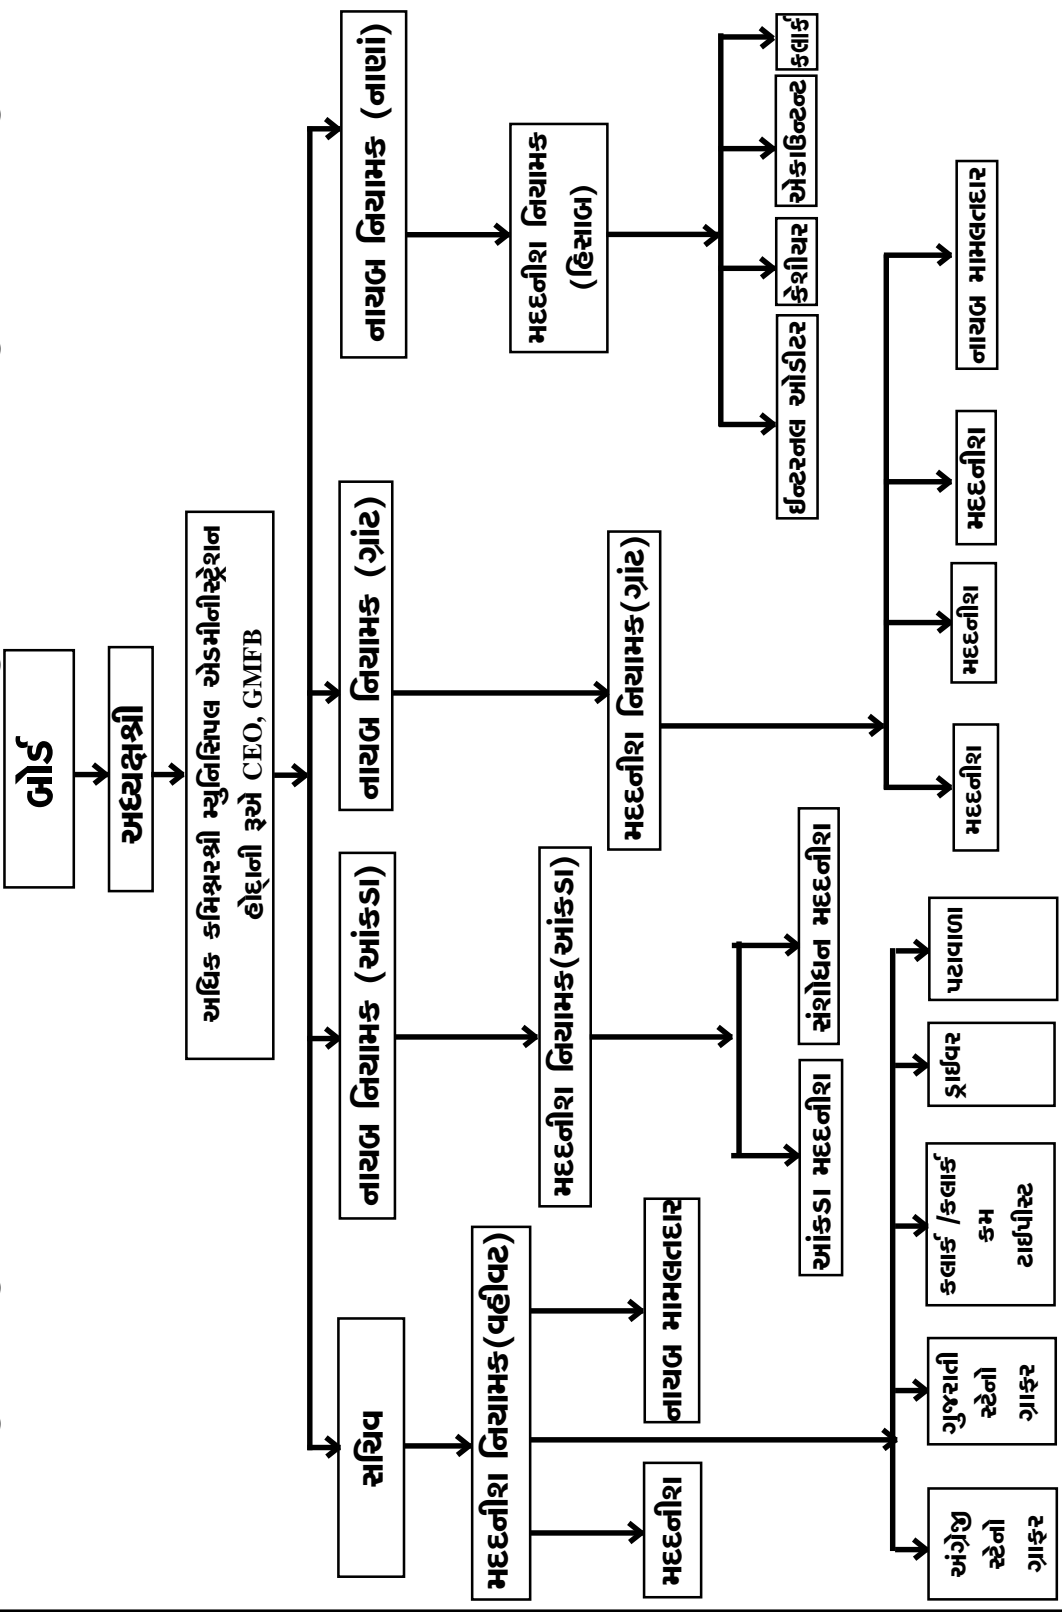 બોર્ડ
અધ્યક્ષશ્રી
અધિક કમિશ્નરશ્રી મ્યુનિસિપલ એડમીનીસ્ટ્રેશન
હોદ્દાની રૂએ CEO, GMFB
સચિવ
નાયબ નિયામક (આંકડા)
નાયબ નિયામક (ગ્રાંટ)
નાયબ નિયામક (નાણાં)
મદદનીશ નિયામક(વહીવટ)
મદદનીશ નિયામક(આંકડા)
મદદનીશ નિયામક(ગ્રાંટ)
મદદનીશ નિયામક
(હિસાબ)
મદદનીશ
નાયબ મામલતદાર
આંકડા મદદનીશ
સંશોધન મદદનીશ
ઇન્ટરનલ ઓડીટર
કેશીયર
એકાઉન્ટન્ટ
કલાર્ક
અંગ્રેજી
સ્ટેનો
ગ્રાફર
ગુજરાતી
સ્ટેનો
ગ્રાફર
કલાર્ક /કલાર્ક
કમ
ટાઇપીસ્ટ
ડ્રાઇવર
પટાવાળા
મદદનીશ
મદદનીશ
મદદનીશ
નાયબ મામલતદાર